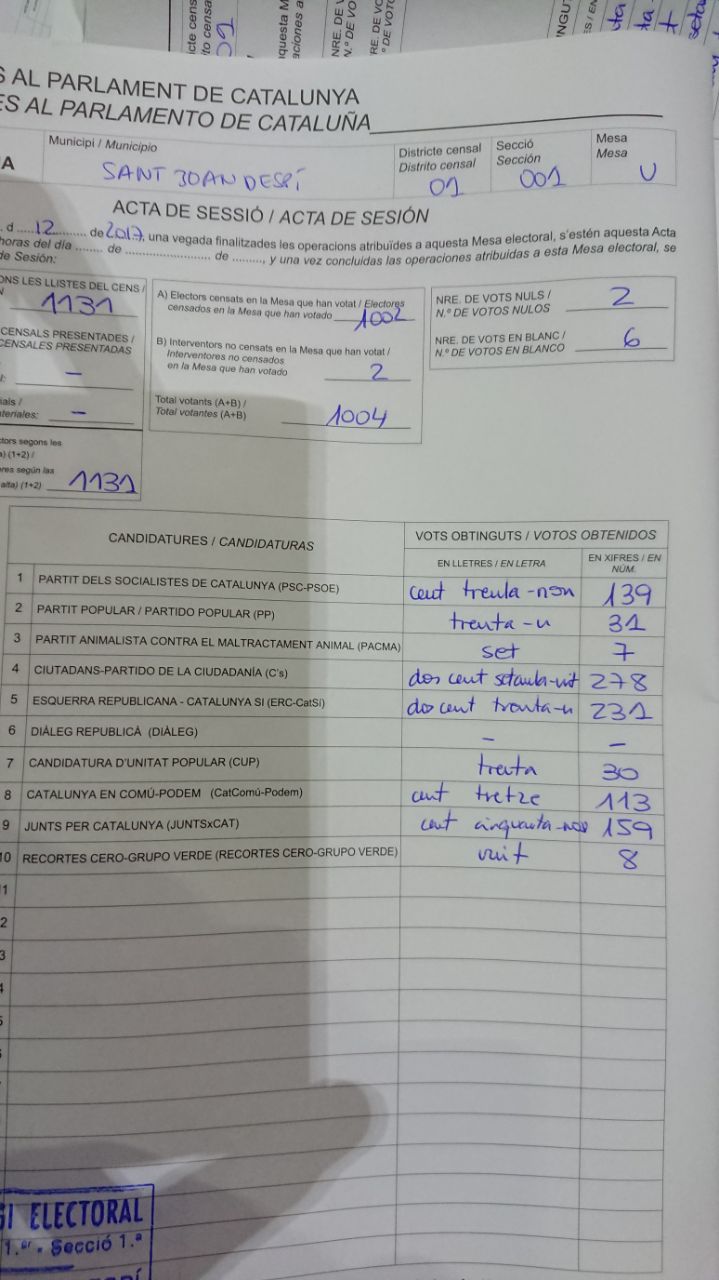 S AL PARLAMENT DE CATALUNYA
ES AL PARLAMENTO DE CATALUÑA
Municipi / Municipio
SANT JOAN DESPÍ
Districte censal
Distrito censal
01
Secció
Sección
001
Mesa
Mesa
U
ACTA DE SESSIÓ / ACTA DE SESIÓN
d 12 de 2017, una vegada finalitzades les operacions atribuïdes a aquesta Mesa electoral, s'estén aquesta Acta
horas del día ........ de ........ de ........, y una vez concluidas las operaciones atribuidas a esta Mesa electoral, se
de Sesión:
ONS LES LLISTES DEL CENS /
1131
CENSALS PRESENTADES /
CENSALES PRESENTADAS
–
ials /
teriales: –
ctors segons les
a) (1+2) /
ores según las
alta) (1+2) 1131
A) Electors censats en la Mesa que han votat / Electores
censados en la Mesa que han votado 1002
B) Interventors no censats en la Mesa que han votat /
Interventores no censados
en la Mesa que han votado 2
Total votants (A+B) /
Total votantes (A+B) 1004
NRE. DE VOTS NULS /
N.º DE VOTOS NULOS 2
NRE. DE VOTS EN BLANC /
N.º DE VOTOS EN BLANCO 6
CANDIDATURES / CANDIDATURAS
VOTS OBTINGUTS / VOTOS OBTENIDOS
EN LLETRES / EN LETRA
EN XIFRES / EN NÚM.
1 PARTIT DELS SOCIALISTES DE CATALUNYA (PSC-PSOE) cent trenta-nou 139
2 PARTIT POPULAR / PARTIDO POPULAR (PP) trenta-u 31
3 PARTIT ANIMALISTA CONTRA EL MALTRACTAMENT ANIMAL (PACMA) set 7
4 CIUTADANS-PARTIDO DE LA CIUDADANÍA (C's) dos cent setanta-vit 278
5 ESQUERRA REPUBLICANA - CATALUNYA SI (ERC-CatSí) dos cent trenta-u 231
6 DIÀLEG REPUBLICÀ (DIÀLEG) – –
7 CANDIDATURA D'UNITAT POPULAR (CUP) trenta 30
8 CATALUNYA EN COMÚ-PODEM (CatComú-Podem) cent tretze 113
9 JUNTS PER CATALUNYA (JUNTSxCAT) cent cinquanta-nou 159
10 RECORTES CERO-GRUPO VERDE (RECORTES CERO-GRUPO VERDE) vuit 8
SI ELECTORAL
1.er - Secció 1.ª